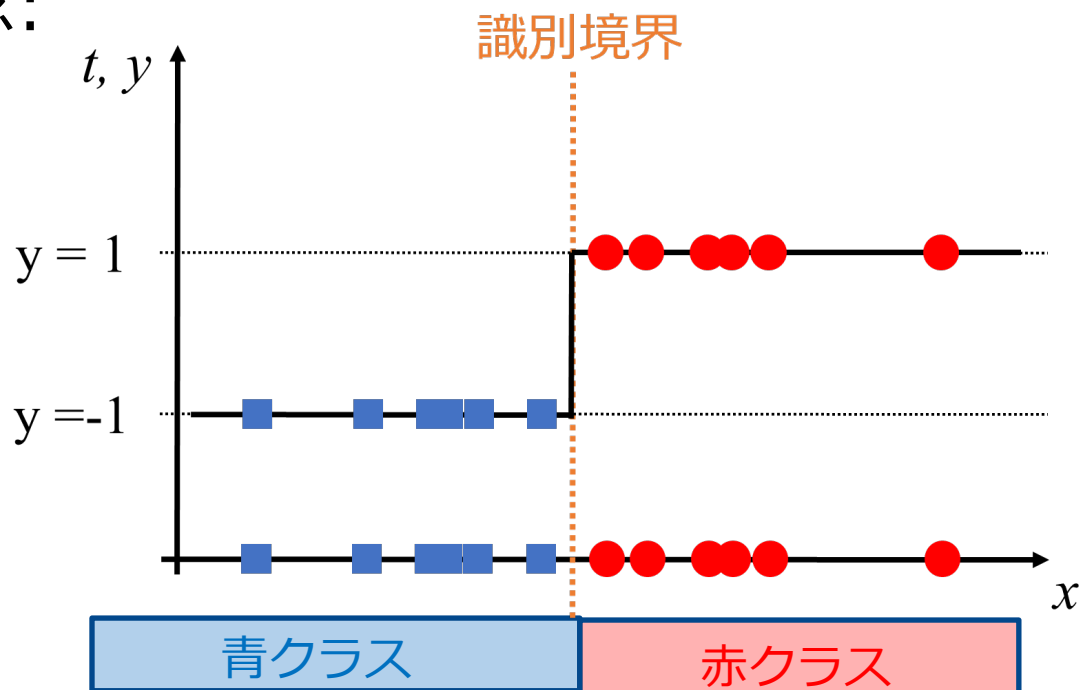 識別境界
t, y
y = 1
y =-1
x
青クラス
赤クラス